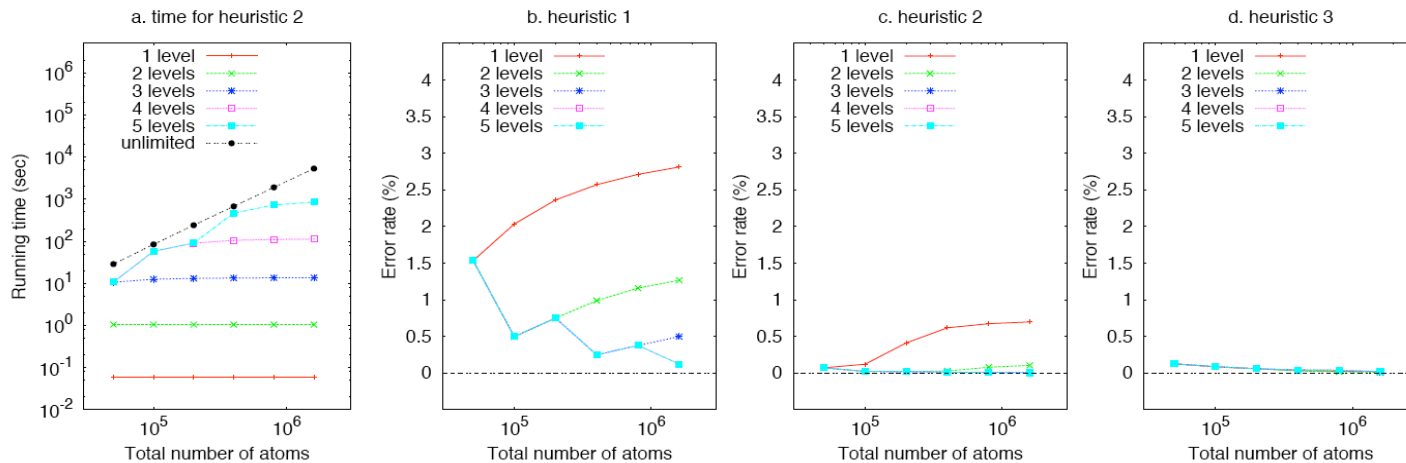 a. time for heuristic 2
Running time (sec)
10^6
10^5
10^4
10^3
10^2
10^1
10^0
10^-1
10^-2
1 level
2 levels
3 levels
4 levels
5 levels
unlimited
10^5
10^6
Total number of atoms
b. heuristic 1
Error rate (%)
4
3.5
3
2.5
2
1.5
1
0.5
0
1 level
2 levels
3 levels
4 levels
5 levels
10^5
10^6
Total number of atoms
c. heuristic 2
Error rate (%)
4
3.5
3
2.5
2
1.5
1
0.5
0
1 level
2 levels
3 levels
4 levels
5 levels
10^5
10^6
Total number of atoms
d. heuristic 3
Error rate (%)
4
3.5
3
2.5
2
1.5
1
0.5
0
1 level
2 levels
3 levels
4 levels
5 levels
10^5
10^6
Total number of atoms